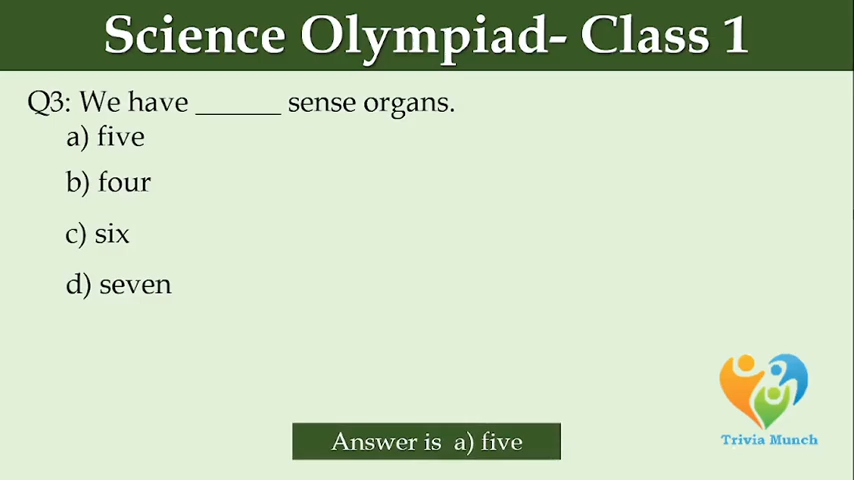 Science Olympiad- Class 1
Q3: We have ______ sense organs.
a) five
b) four
c) six
d) seven
Answer is a) five
Trivia Munch